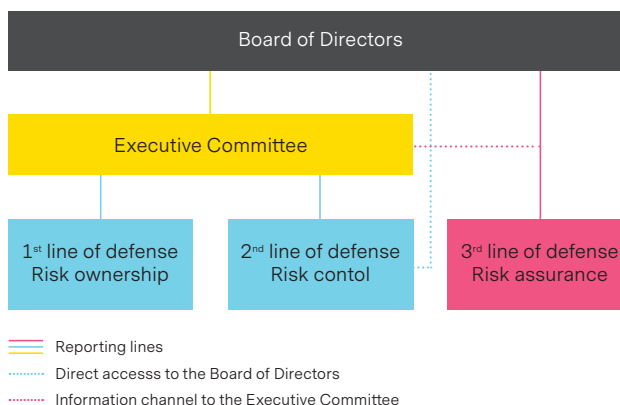 Board of Directors
Executive Committee
1st line of defense
Risk ownership
2nd line of defense
Risk contol
3rd line of defense
Risk assurance
Reporting lines
Direct accesss to the Board of Directors
Information channel to the Executive Committee